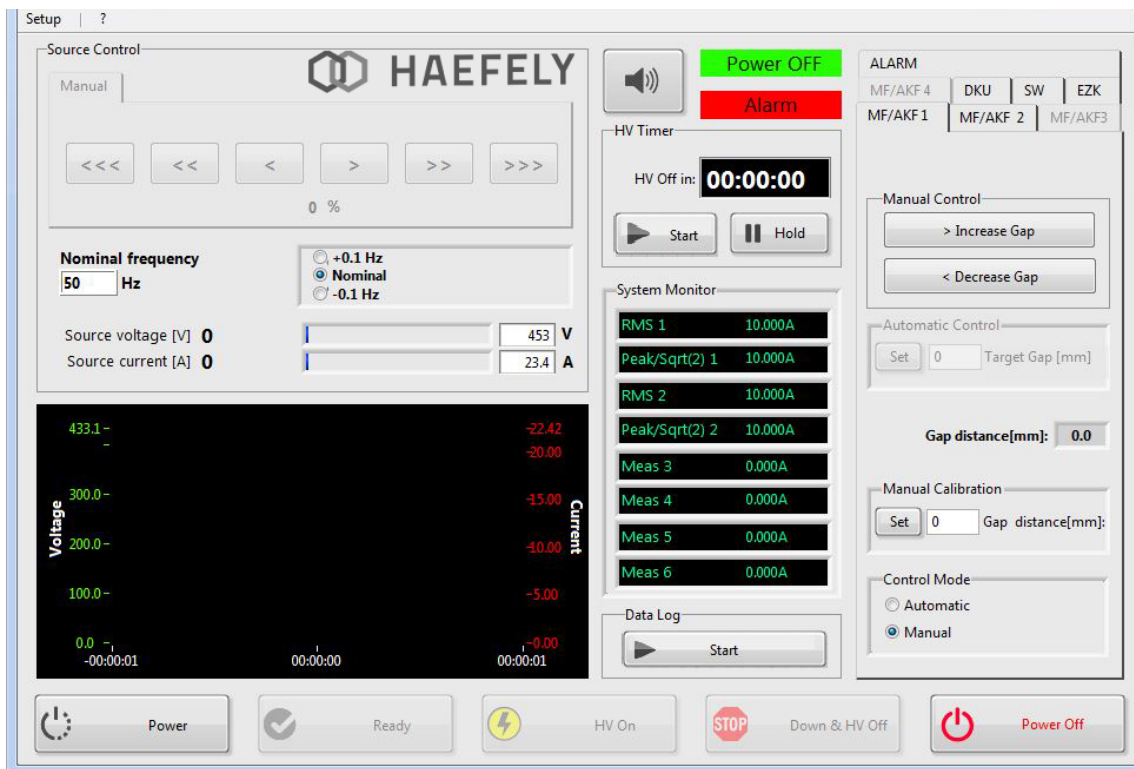 Setup | ?
Source Control
HAEFELY
Manual
<<< << < > >> >>>
0 %
Nominal frequency
50 Hz
+0.1 Hz
Nominal
-0.1 Hz
Source voltage [V] 0 453 V
Source current [A] 0 23.4 A
Voltage
433.1
300.0
200.0
100.0
0.0
22.42
20.00
15.00
10.00
5.00
0.00
Current
-00:00:01 00:00:00 00:00:01
Power OFF
Alarm
HV Timer
HV Off in: 00:00:00
Start Hold
System Monitor
RMS 1 10.000A
Peak/Sqrt(2) 1 10.000A
RMS 2 10.000A
Peak/Sqrt(2) 2 10.000A
Meas 3 0.000A
Meas 4 0.000A
Meas 5 0.000A
Meas 6 0.000A
Data Log
Start
ALARM
MF/AKF 4 DKU SW EZK
MF/AKF1 MF/AKF 2 MF/AKF3
Manual Control
> Increase Gap
< Decrease Gap
Automatic Control
Set 0 Target Gap [mm]
Gap distance[mm]: 0.0
Manual Calibration
Set 0 Gap distance[mm]:
Control Mode
Automatic
Manual
Power Ready HV On STOP Down & HV Off Power Off